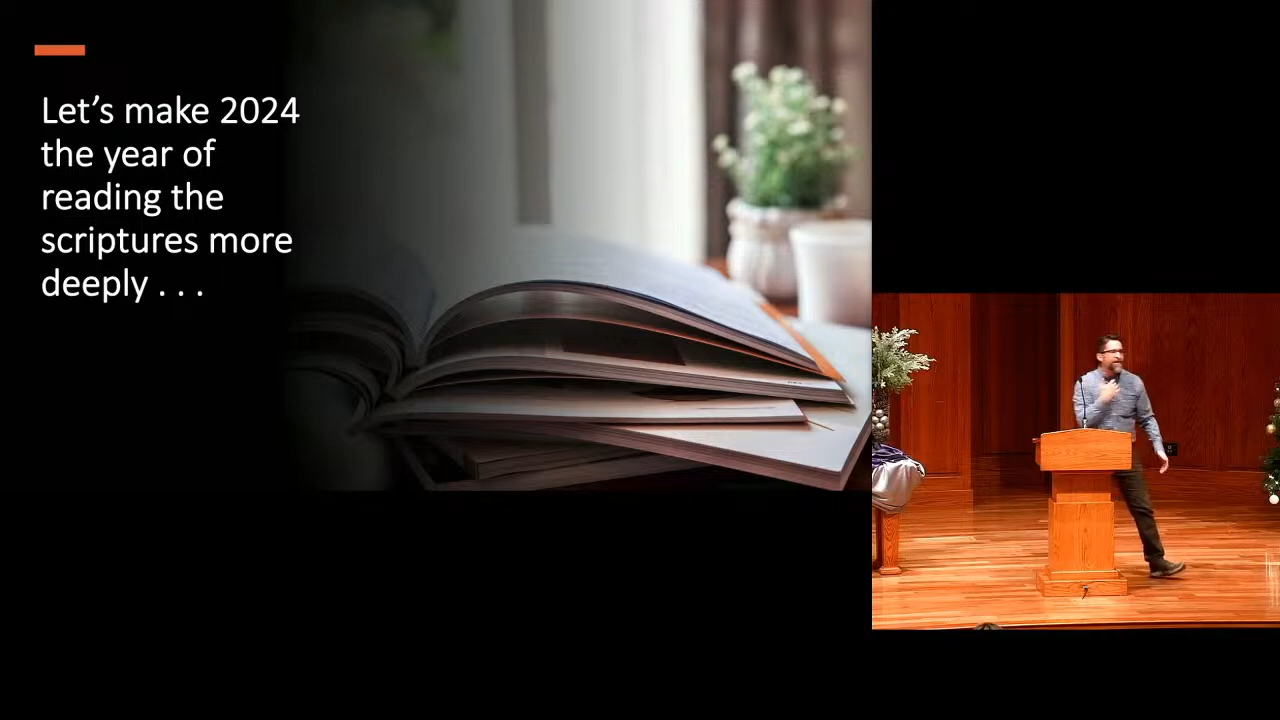 Let’s make 2024
the year of
reading the
scriptures more
deeply . . .